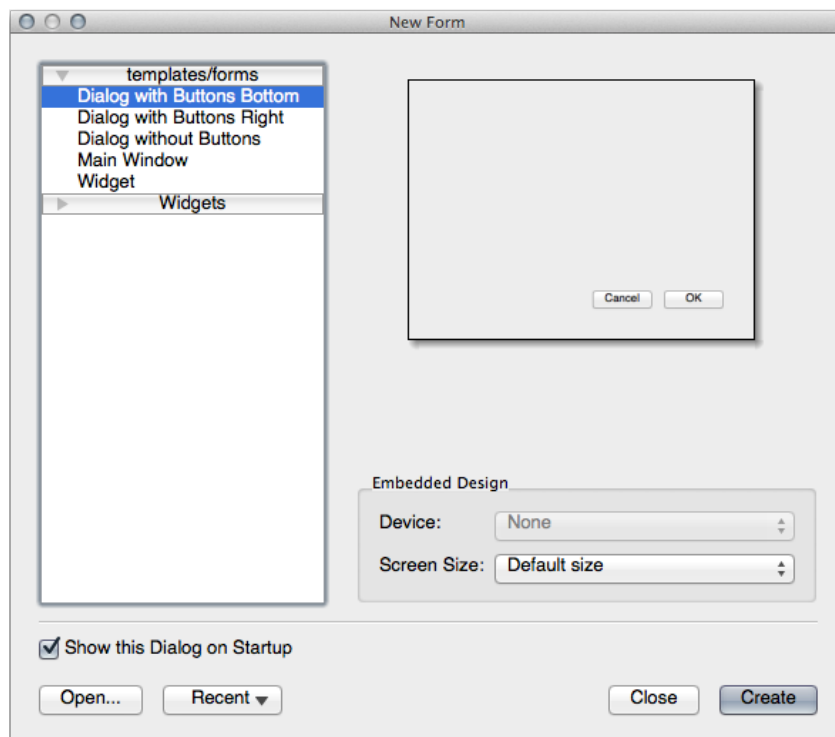 New Form
templates/forms
Dialog with Buttons Bottom
Dialog with Buttons Right
Dialog without Buttons
Main Window
Widget
Widgets
Cancel OK
Embedded Design
Device: None
Screen Size: Default size
Show this Dialog on Startup
Open... Recent Close Create